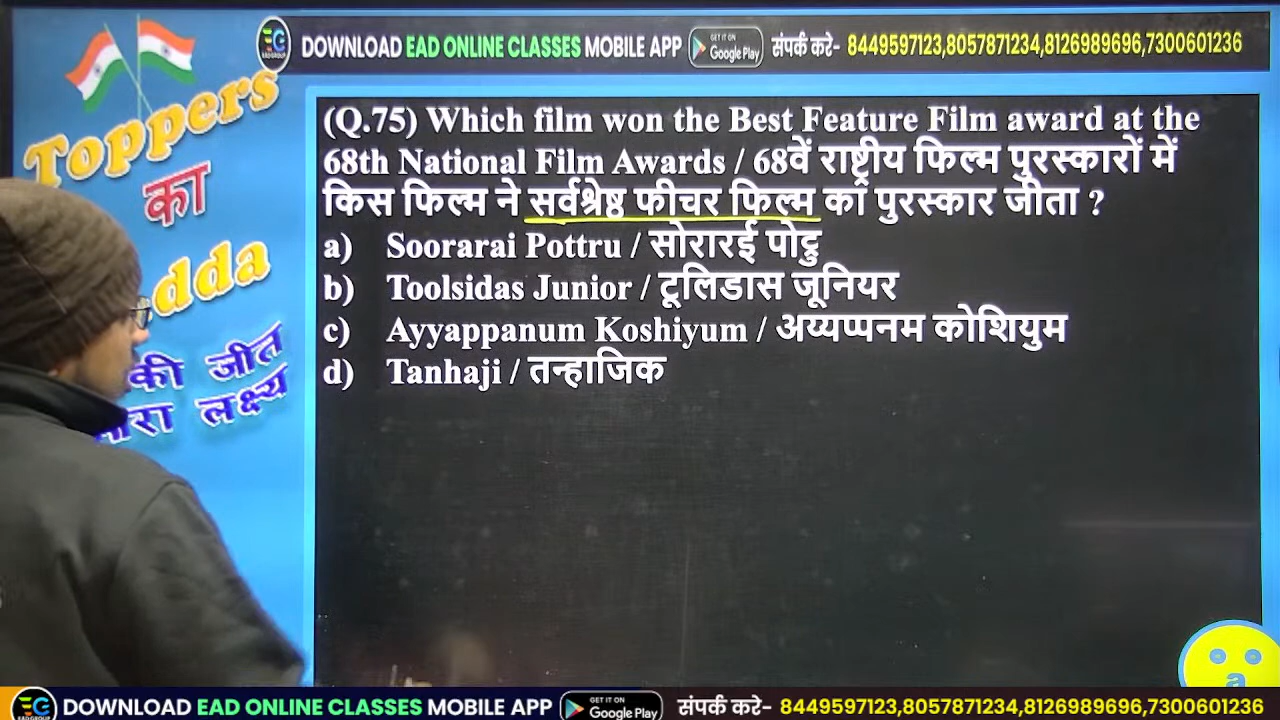 DOWNLOAD EAD ONLINE CLASSES MOBILE APP GET IT ON Google Play संपर्क करे- 8449597123,8057871234,8126989696,7300601236
Toppers
का
dda
की जीत
लक्ष्य
(Q.75) Which film won the Best Feature Film award at the
68th National Film Awards / 68वें राष्ट्रीय फिल्म पुरस्कारों में
किस फिल्म ने सर्वश्रेष्ठ फीचर फिल्म का पुरस्कार जीता ?
a) Soorarai Pottru / सोरारई पोट्रु
b) Toolsidas Junior / टूलिडास जूनियर
c) Ayyappanum Koshiyum / अय्यप्पनम कोशियुम
d) Tanhaji / तन्हाजिक
a
DOWNLOAD EAD ONLINE CLASSES MOBILE APP GET IT ON Google Play संपर्क करे- 8449597123,8057871234,8126989696,7300601236